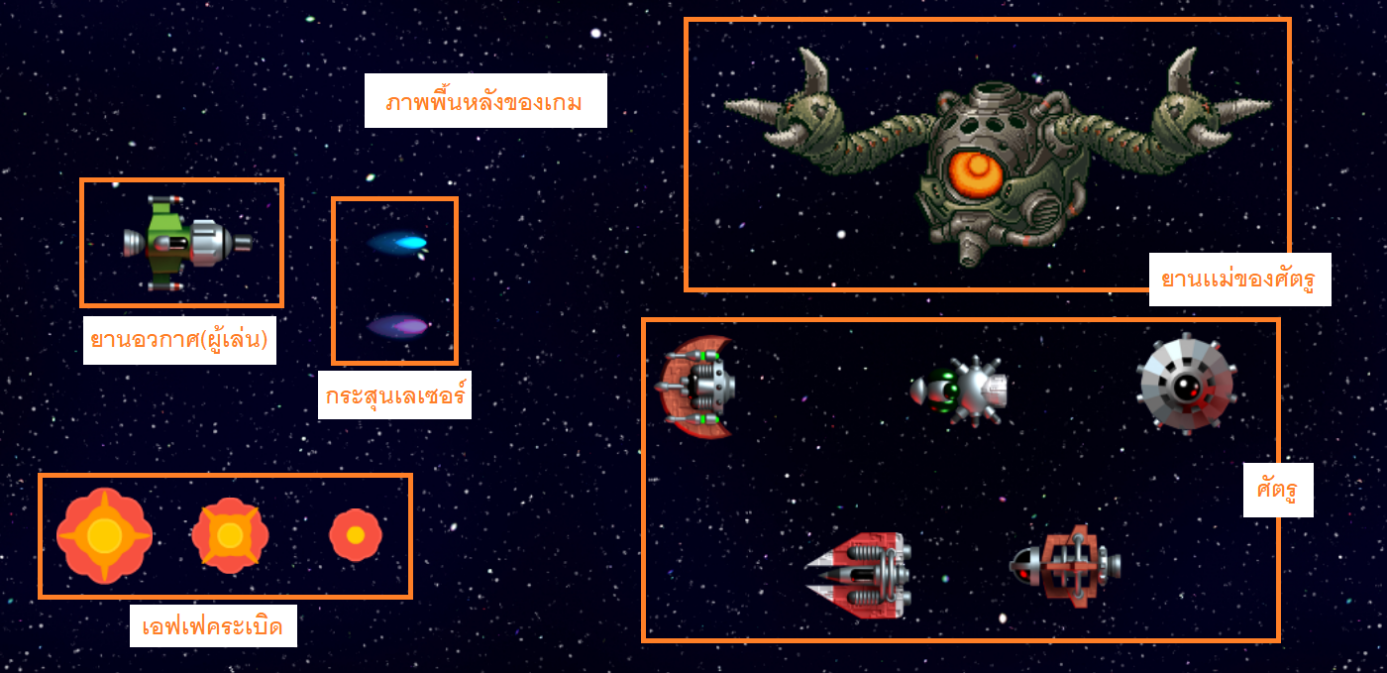 ภาพพื้นหลังของเกม
ยานแม่ของศัตรู
ยานอวกาศ(ผู้เล่น)
กระสุนเลเซอร์
ศัตรู
เอฟเฟคระเบิด